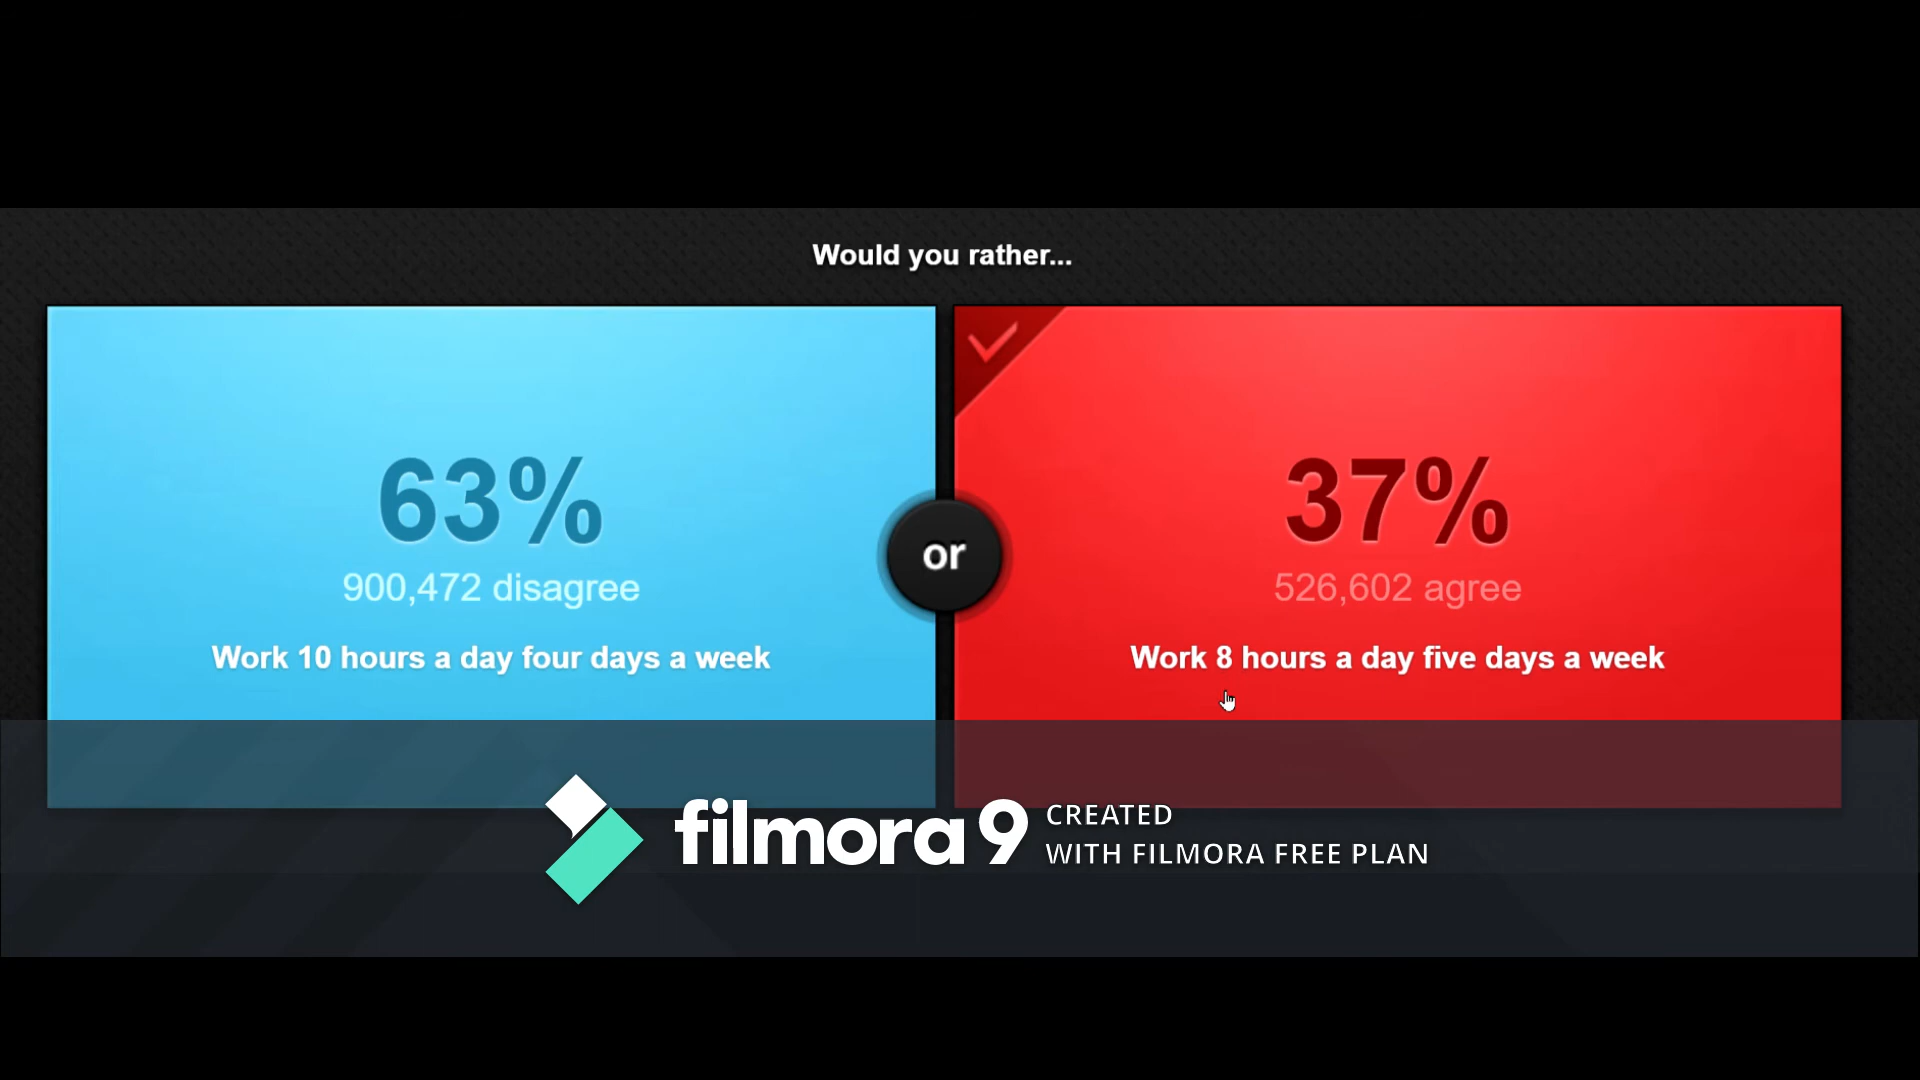 Would you rather...
63%
900,472 disagree
Work 10 hours a day four days a week
or
37%
526,602 agree
Work 8 hours a day five days a week
filmora 9
CREATED
WITH FILMORA FREE PLAN